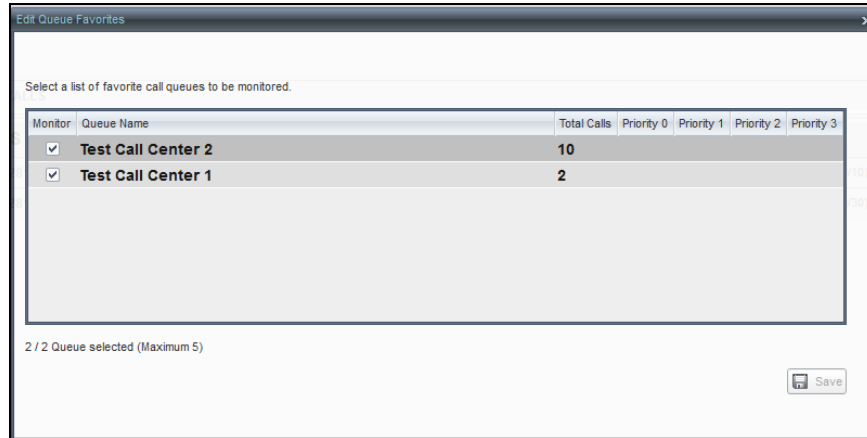 Edit Queue Favorites
Select a list of favorite call queues to be monitored.
Monitor Queue Name Total Calls Priority 0 Priority 1 Priority 2 Priority 3
Test Call Center 2 10
Test Call Center 1 2
2 / 2 Queue selected (Maximum 5)
Save